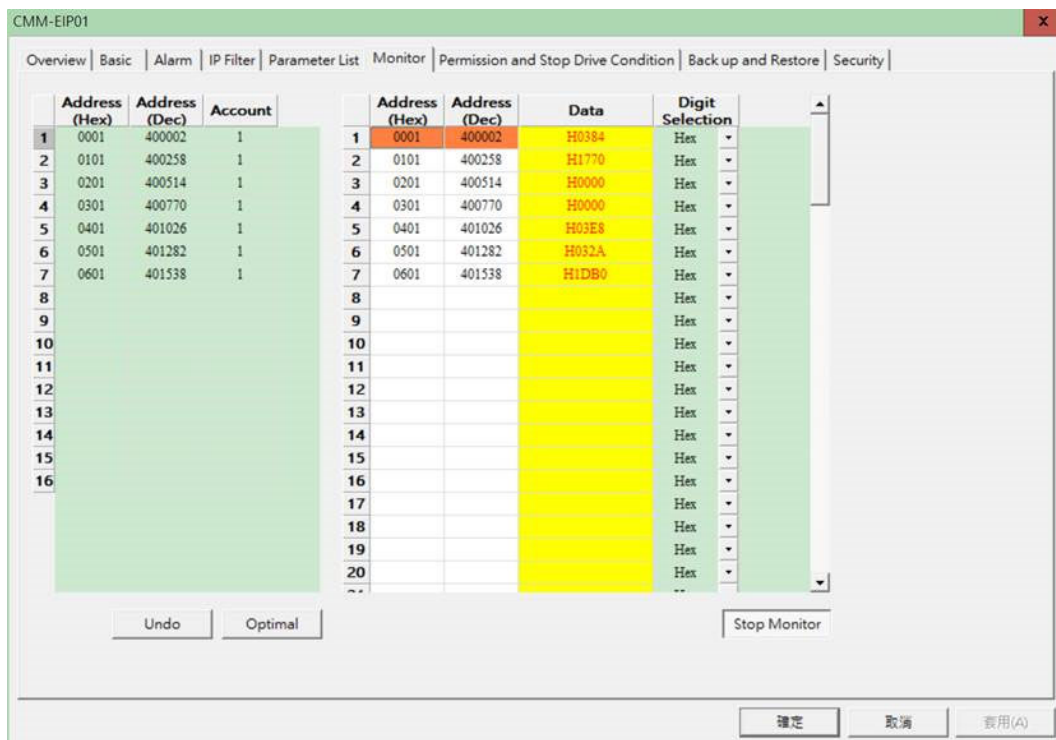 CMM-EIP01 x
Overview Basic Alarm IP Filter Parameter List Monitor Permission and Stop Drive Condition Back up and Restore Security
Address (Hex) Address (Dec) Account
1 0001 400002 1
2 0101 400258 1
3 0201 400514 1
4 0301 400770 1
5 0401 401026 1
6 0501 401282 1
7 0601 401538 1
8
9
10
11
12
13
14
15
16
Address (Hex) Address (Dec) Data Digit Selection
1 0001 400002 H0384 Hex
2 0101 400258 H1770 Hex
3 0201 400514 H0000 Hex
4 0301 400770 H0000 Hex
5 0401 401026 H03E8 Hex
6 0501 401282 H032A Hex
7 0601 401538 H1DB0 Hex
8 Hex
9 Hex
10 Hex
11 Hex
12 Hex
13 Hex
14 Hex
15 Hex
16 Hex
17 Hex
18 Hex
19 Hex
20 Hex
Undo Optimal Stop Monitor
確定 取消 套用(A)